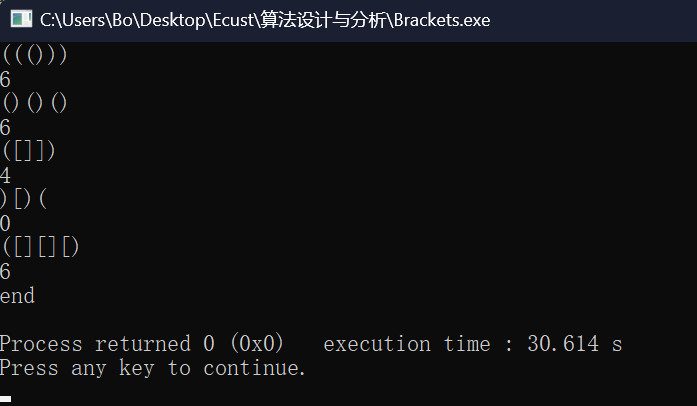 C:\Users\Bo\Desktop\Ecust\算法设计与分析\Brackets.exe
((()))
6
()()()
6
([]])
4
)[)(
0
([][][)
6
end
Process returned 0 (0x0)   execution time : 30.614 s
Press any key to continue.